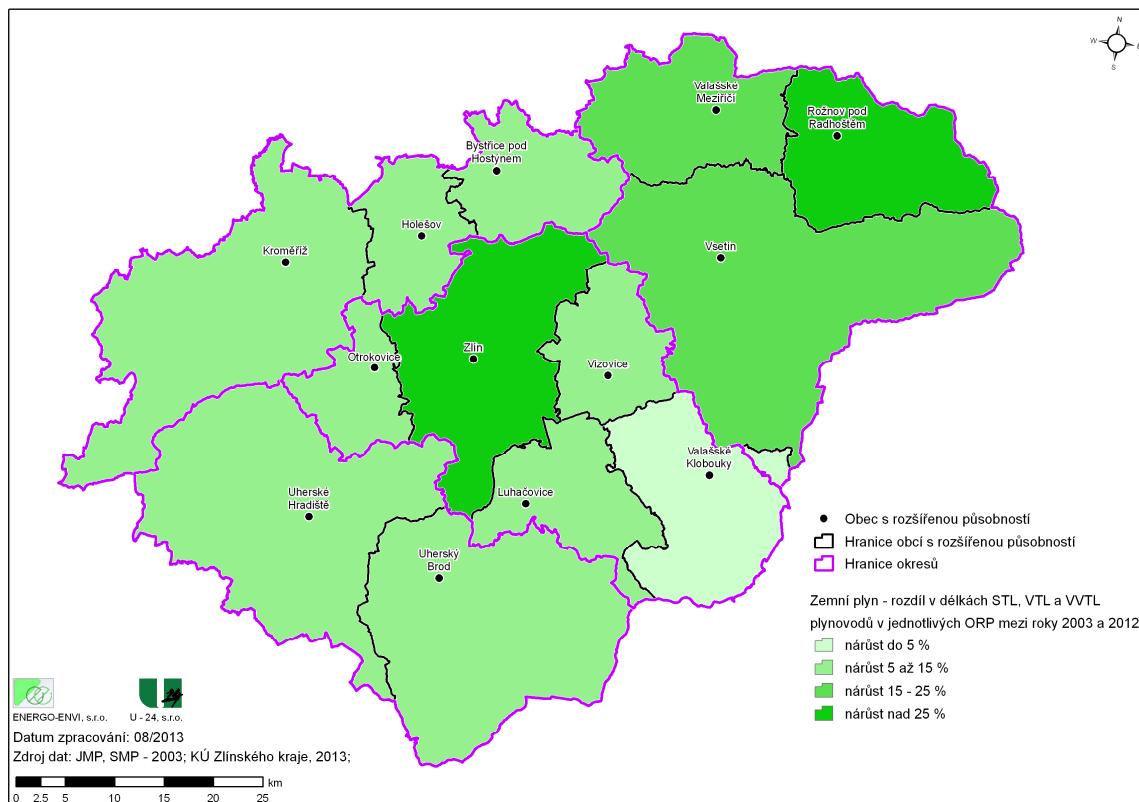 N
W E
S
Valašské
Meziříčí
Rožnov pod
Radhoštěm
Bystřice pod
Hostýnem
Holešov
Kroměříž
Vsetín
Otrokovice
Zlín
Vizovice
Valašské
Klobouky
Uherské
Hradiště
Luhačovice
Uherský
Brod
Obec s rozšířenou působností
Hranice obcí s rozšířenou působností
Hranice okresů
Zemní plyn - rozdíl v délkách STL, VTL a VVTL
plynovodů v jednotlivých ORP mezi roky 2003 a 2012
nárůst do 5 %
nárůst 5 až 15 %
nárůst 15 - 25 %
nárůst nad 25 %
ENERGO-ENVI, s.r.o. U - 24, s.r.o.
Datum zpracování: 08/2013
Zdroj dat: JMP, SMP - 2003; KÚ Zlínského kraje, 2013;
km
0 2,5 5 10 15 20 25